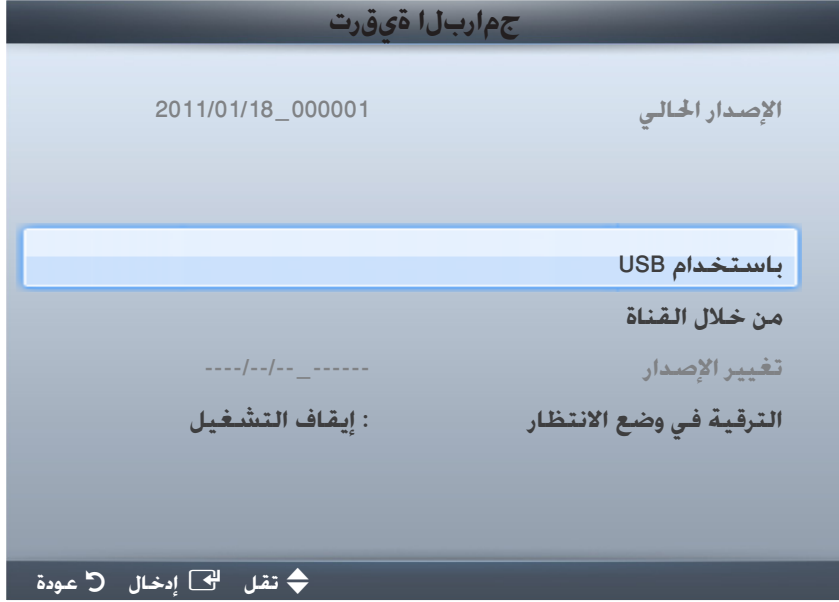 جماربلا ةيقرت
الإصدار الحالي 2011/01/18_000001
باستخدام USB
من خلال القناة
تغيير الإصدار ----/--/--_------
الترقية في وضع الانتظار : إيقاف التشغيل
تقل إدخال عودة